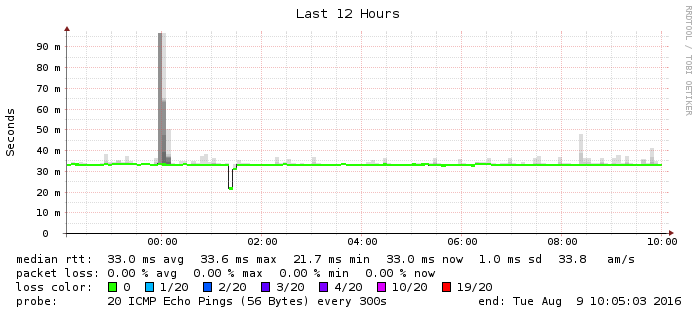 Last 12 Hours
RRDTOOL / TOBI OETIKER
Seconds
90 m
80 m
70 m
60 m
50 m
40 m
30 m
20 m
10 m
0
00:00 02:00 04:00 06:00 08:00 10:00
median rtt: 33.0 ms avg 33.6 ms max 21.7 ms min 33.0 ms now 1.0 ms sd 33.8 am/s
packet loss: 0.00 % avg 0.00 % max 0.00 % min 0.00 % now
loss color: 0 1/20 2/20 3/20 4/20 10/20 19/20
probe: 20 ICMP Echo Pings (56 Bytes) every 300s end: Tue Aug 9 10:05:03 2016